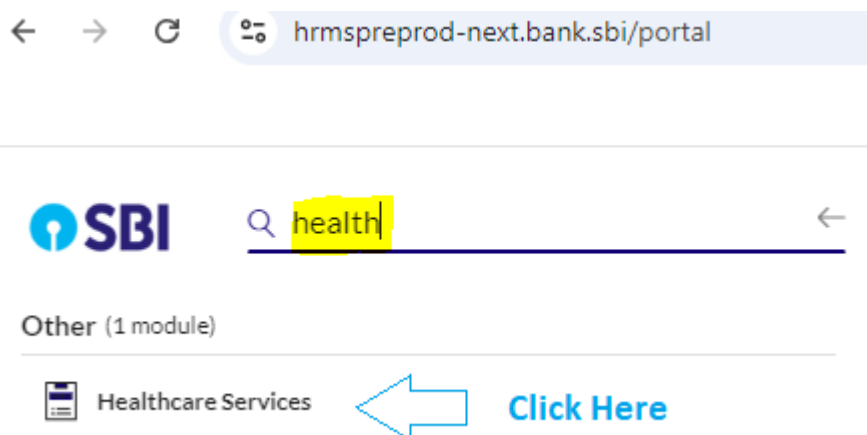 hrmspreprod-next.bank.sbi/portal
SBI health
Other (1 module)
Healthcare Services Click Here